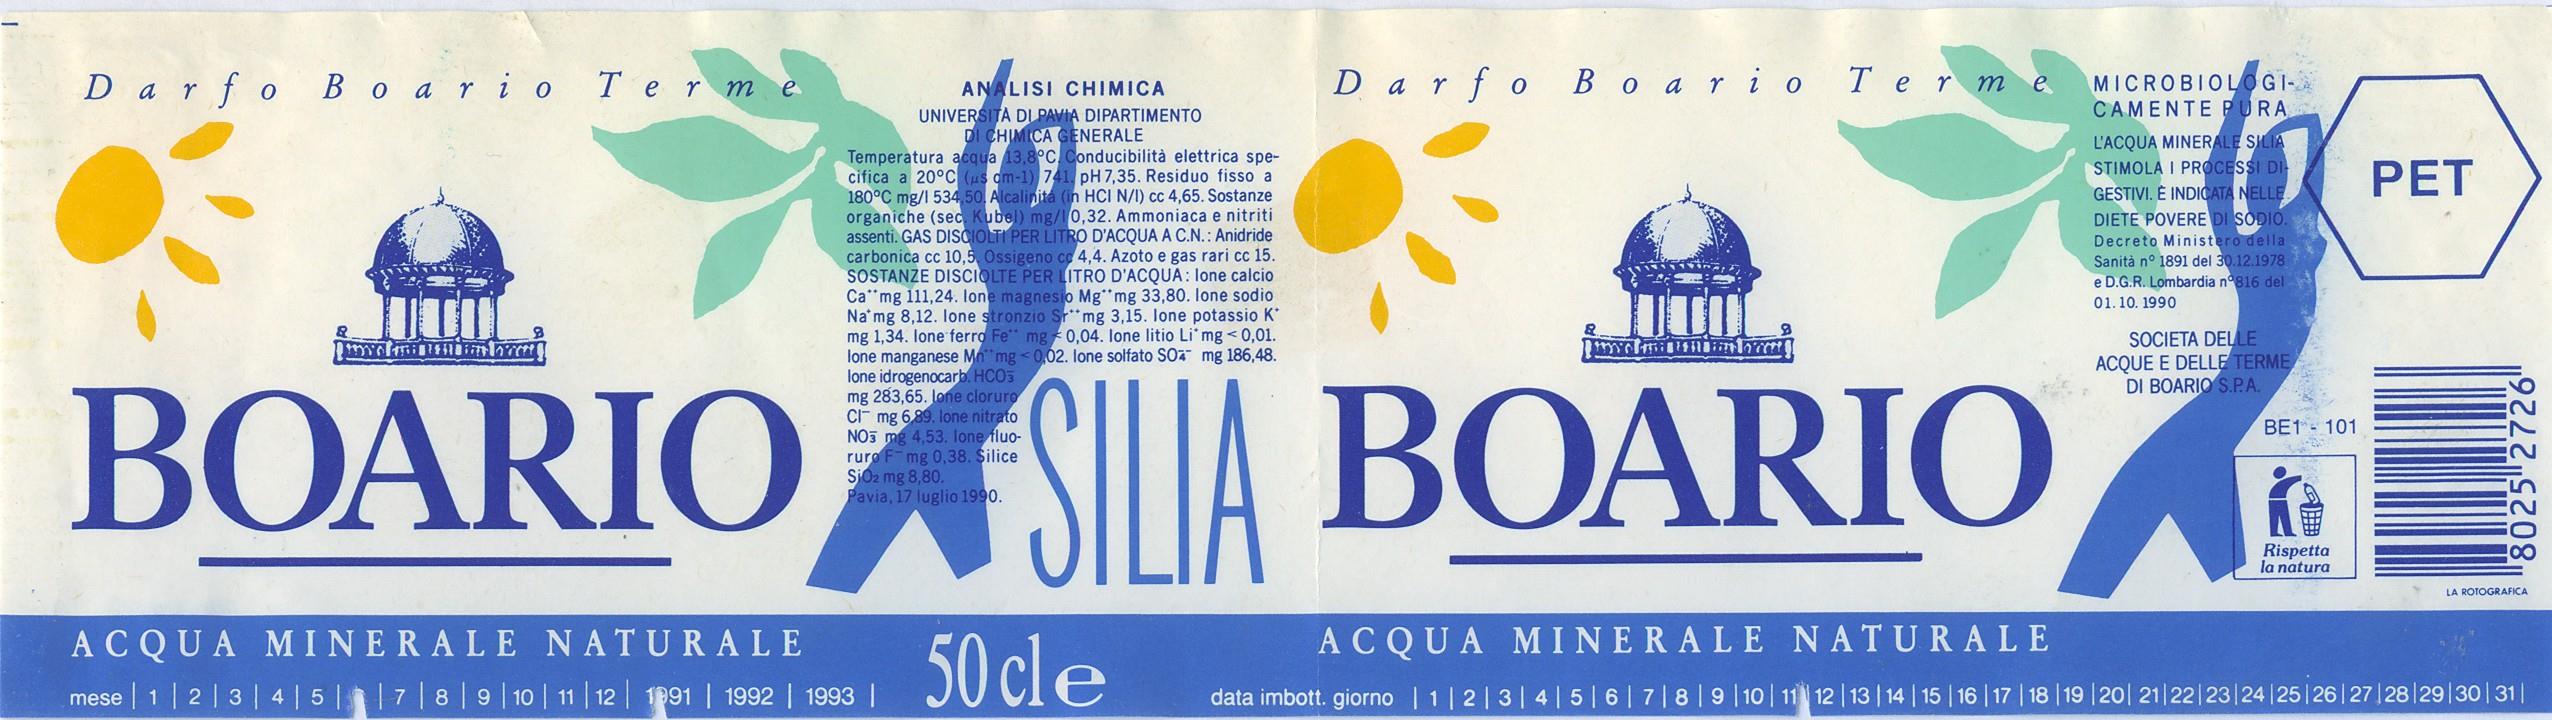 Darfo Boario Terme
BOARIO
ANALISI CHIMICA
UNIVERSITÀ DI PAVIA DIPARTIMENTO
DI CHIMICA GENERALE
Temperatura acqua 13,8°C. Conducibilità elettrica spe-
cifica a 20°C (µs cm-1) 741. pH 7,35. Residuo fisso a
180°C mg/l 534,50. Alcalinità (in HCl N/l) cc 4,65. Sostanze
organiche (sec. Kubel) mg/l 0,32. Ammoniaca e nitriti
assenti. GAS DISCIOLTI PER LITRO D'ACQUA A C.N.: Anidride
carbonica cc 10,5. Ossigeno cc 4,4. Azoto e gas rari cc 15.
SOSTANZE DISCIOLTE PER LITRO D'ACQUA: Ione calcio
Ca⁺⁺ mg 111,24. Ione magnesio Mg⁺⁺ mg 33,80. Ione sodio
Na⁺ mg 8,12. Ione stronzio Sr⁺⁺ mg 3,15. Ione potassio K⁺
mg 1,34. Ione ferro Fe⁺⁺ mg < 0,04. Ione litio Li⁺ mg < 0,01.
Ione manganese Mn⁺⁺ mg < 0,02. Ione solfato SO₄⁻⁻ mg 186,48.
Ione idrogenocarb. HCO₃⁻
mg 283,65. Ione cloruro
Cl⁻ mg 6,89. Ione nitrato
NO₃⁻ mg 4,53. Ione fluo-
ruro F⁻ mg 0,38. Silice
SiO₂ mg 8,80.
Pavia, 17 luglio 1990.
SILIA
Darfo Boario Terme
BOARIO
MICROBIOLOGI-
CAMENTE PURA
L'ACQUA MINERALE SILIA
STIMOLA I PROCESSI DI-
GESTIVI. È INDICATA NELLE
DIETE POVERE DI SODIO.
Decreto Ministero della
Sanità n° 1891 del 30.12.1978
e D.G.R. Lombardia n° 816 del
01.10.1990
SOCIETA DELLE
ACQUE E DELLE TERME
DI BOARIO S.P.A.
PET
BE1 - 101
Rispetta
la natura
80252726
LA ROTOGRAFICA
ACQUA MINERALE NATURALE
50 cl e
ACQUA MINERALE NATURALE
mese | 1 | 2 | 3 | 4 | 5 | | 7 | 8 | 9 | 10 | 11 | 12 | 1991 | 1992 | 1993 |
data imbott. giorno | 1 | 2 | 3 | 4 | 5 | 6 | 7 | 8 | 9 | 10 | 11 | 12 | 13 | 14 | 15 | 16 | 17 | 18 | 19 | 20 | 21 | 22 | 23 | 24 | 25 | 26 | 27 | 28 | 29 | 30 | 31 |